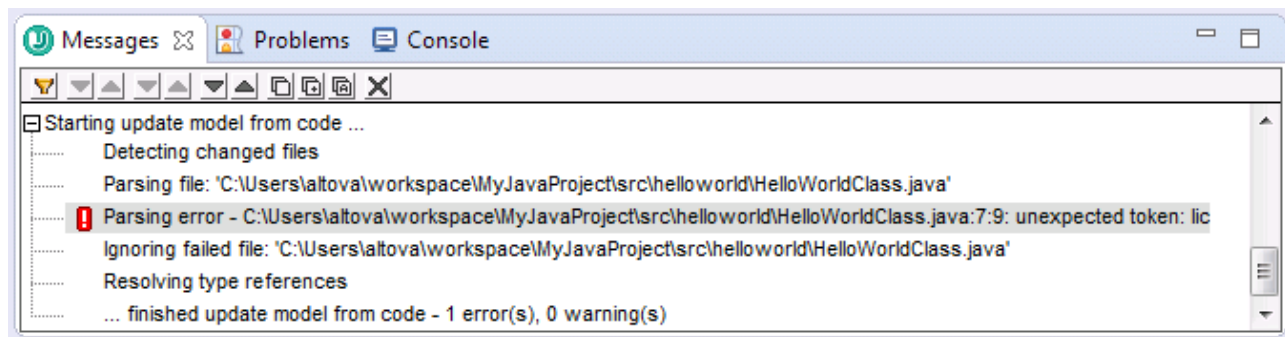 Messages Problems Console
Starting update model from code ...
Detecting changed files
Parsing file: 'C:\Users\altova\workspace\MyJavaProject\src\helloworld\HelloWorldClass.java'
Parsing error - C:\Users\altova\workspace\MyJavaProject\src\helloworld\HelloWorldClass.java:7:9: unexpected token: lic
Ignoring failed file: 'C:\Users\altova\workspace\MyJavaProject\src\helloworld\HelloWorldClass.java'
Resolving type references
... finished update model from code - 1 error(s), 0 warning(s)